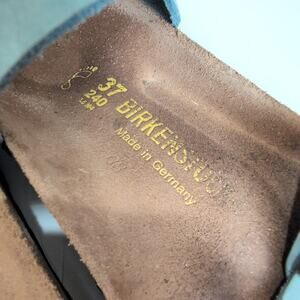 37 BIRKENSTOCK
240
Made in Germany